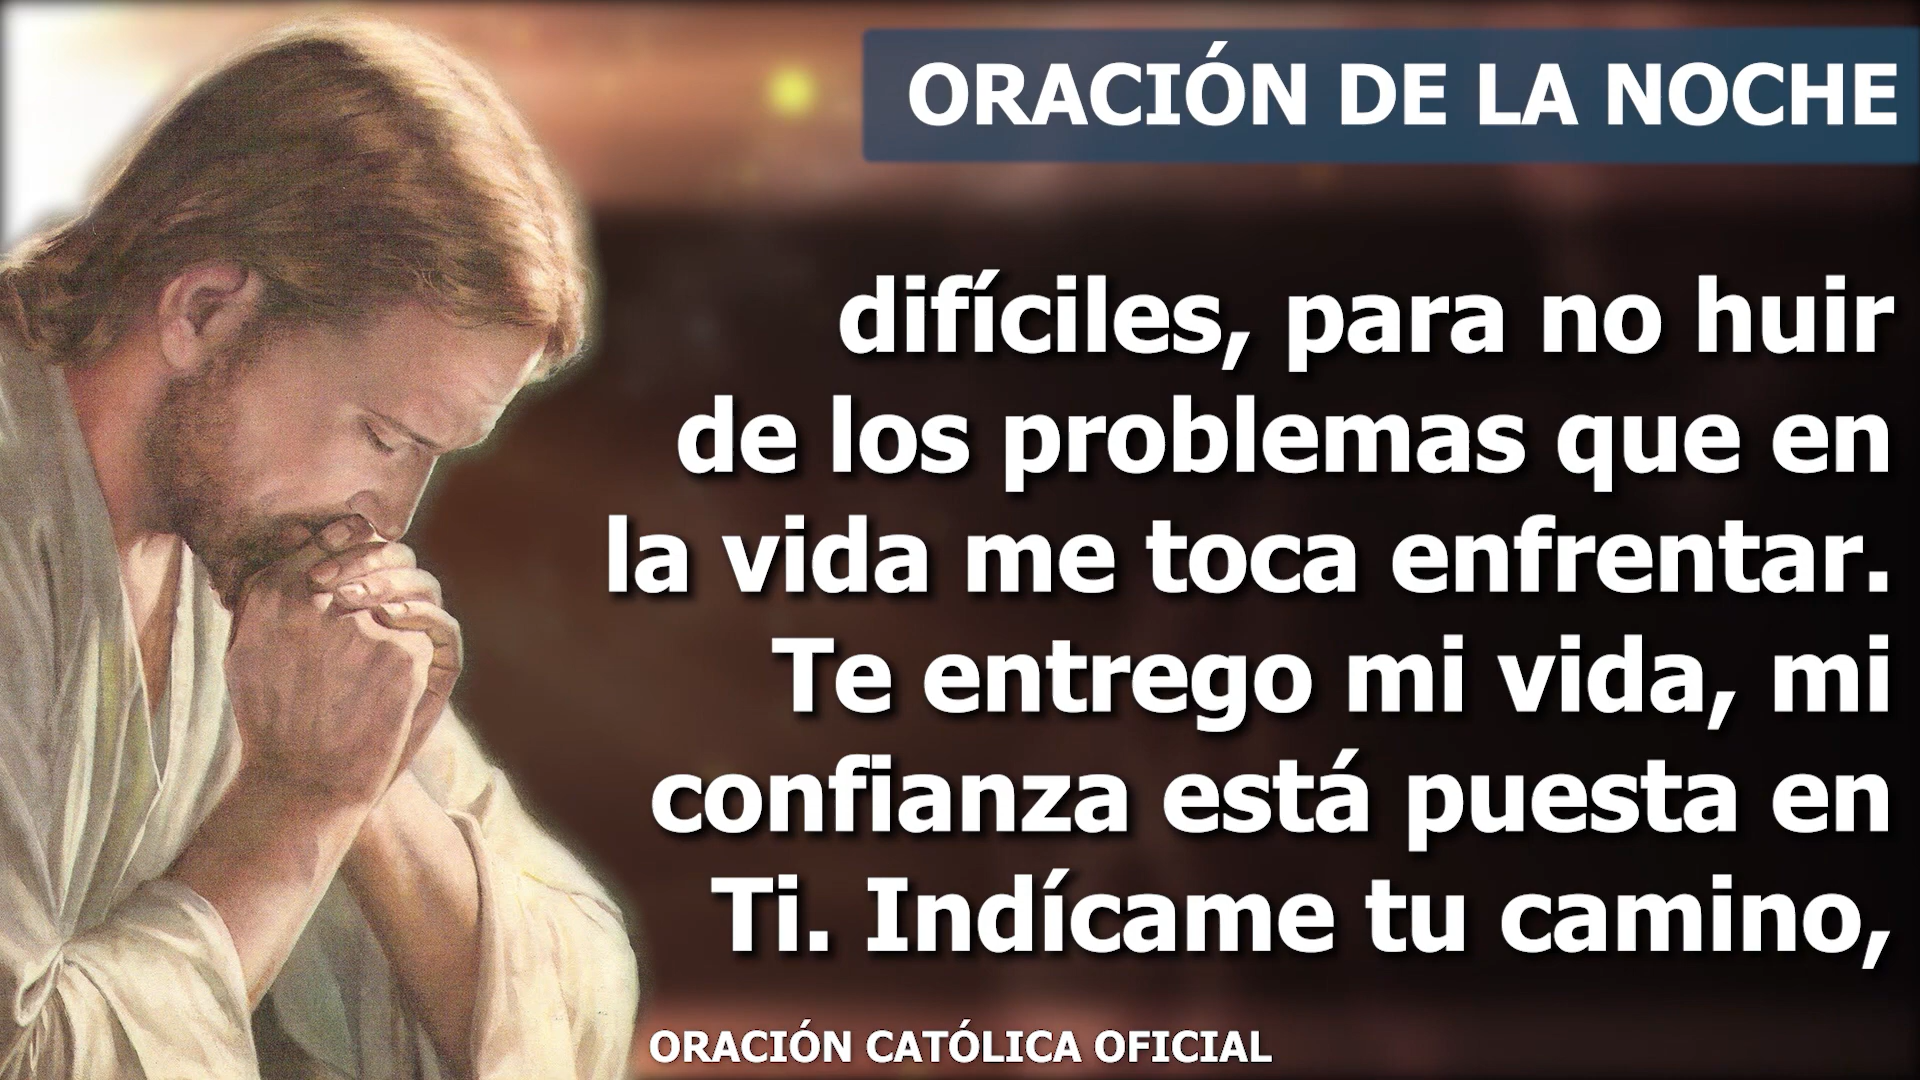 ORACIÓN DE LA NOCHE
difíciles, para no huir
de los problemas que en
la vida me toca enfrentar.
Te entrego mi vida, mi
confianza está puesta en
Ti. Indícame tu camino,
ORACIÓN CATÓLICA OFICIAL